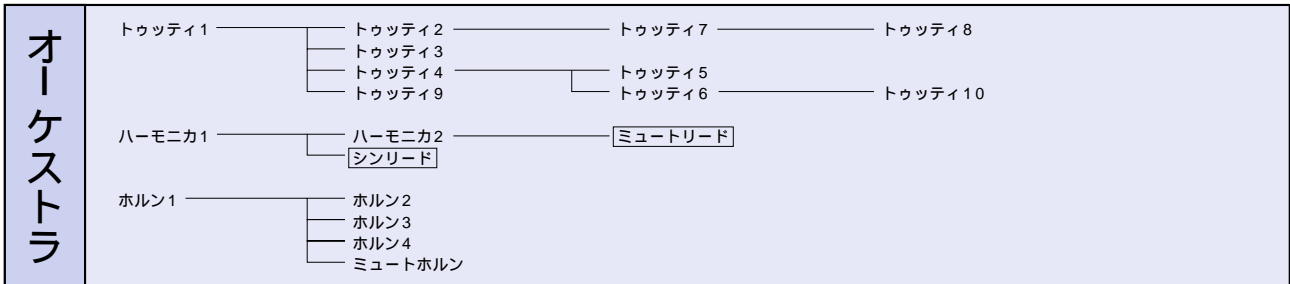 オーケストラ
トゥッティ1 トゥッティ2 トゥッティ7 トゥッティ8
トゥッティ3
トゥッティ4 トゥッティ5
トゥッティ9 トゥッティ6 トゥッティ10
ハーモニカ1 ハーモニカ2 ミュートリード
シンリード
ホルン1 ホルン2
ホルン3
ホルン4
ミュートホルン